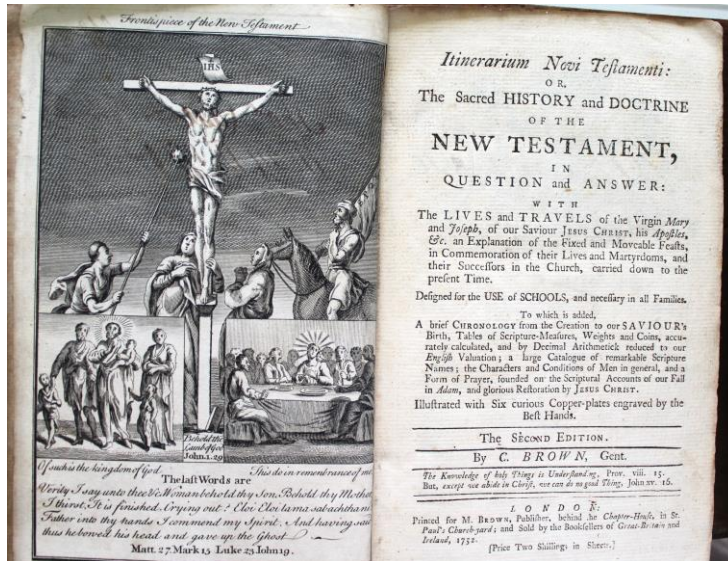 Frontispiece of the New Testament
IHS
Behold the
Lamb of God
John.1.29
Of such is the kingdom of God.
This do in remembrance of me
The last Words are
Verily I say unto thee &c. Woman behold thy Son. Behold thy Mother
I thirst. It is finished. Crying out: Eloi Eloi lama sabachthani
Father into thy hands I commend my Spirit. And having said
thus he bowed his head and gave up the Ghost
Matt. 27. Mark 15 Luke 23 John 19.
Itinerarium Novi Teſtamenti:
OR,
The Sacred HISTORY and DOCTRINE
OF THE
NEW TESTAMENT,
IN
QUESTION and ANSWER:
WITH
The LIVES and TRAVELS of the Virgin Mary
and Joſeph, of our Saviour JESUS CHRIST, his Apoſtles,
&c. an Explanation of the Fixed and Moveable Feaſts,
in Commemoration of their Lives and Martyrdoms, and
their Succeſſors in the Church, carried down to the
preſent Time.
Deſigned for the USE of SCHOOLS, and neceſſary in all Families.
To which is added,
A brief CHRONOLOGY from the Creation to our SAVIOUR's
Birth, Tables of Scripture-Meaſures, Weights and Coins, accu-
rately calculated, and by Decimal Arithmetick reduced to our
Engliſh Valuation; a large Catalogue of remarkable Scripture
Names; the Characters and Conditions of Men in general, and a
Form of Prayer, founded on the Scriptural Accounts of our Fall
in Adam, and glorious Reſtoration by JESUS CHRIST.
Illuſtrated with Six curious Copper-plates engraved by the
Beſt Hands.
The SECOND EDITION.
By C. BROWN, Gent.
The Knowledge of holy Things is Underſtanding, Prov. viii. 15.
But, except we abide in Chriſt, we can do no good Thing, John xv. 16.
LONDON:
Printed for M. BROWN, Publiſher, behind the Chapter-Houſe, in St.
Paul's Church-yard; and Sold by the Bookſellers of Great-Britain and
Ireland, 1752.
[Price Two Shillings in Sheets.]